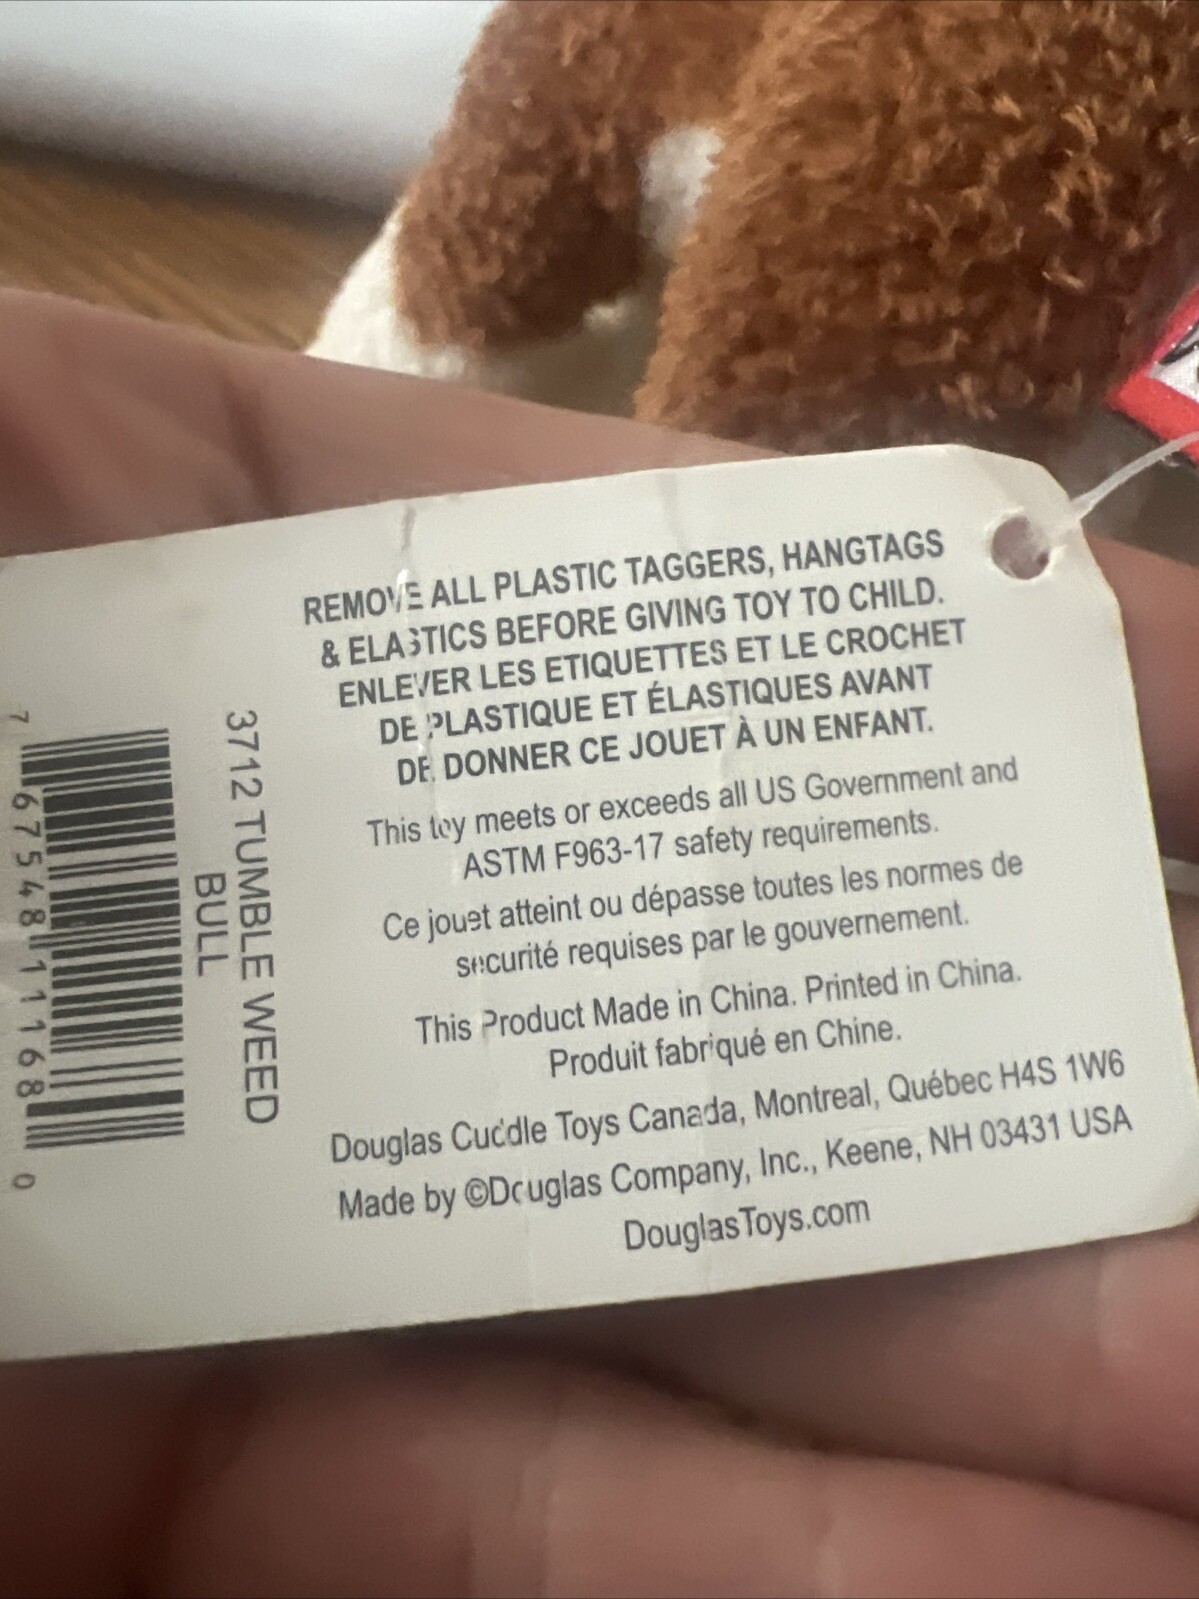 REMOVE ALL PLASTIC TAGGERS, HANGTAGS
& ELASTICS BEFORE GIVING TOY TO CHILD.
ENLEVER LES ETIQUETTES ET LE CROCHET
DE PLASTIQUE ET ÉLASTIQUES AVANT
DE DONNER CE JOUET À UN ENFANT.
This toy meets or exceeds all US Government and
ASTM F963-17 safety requirements.
Ce jouet atteint ou dépasse toutes les normes de
securité requises par le gouvernement.
This Product Made in China. Printed in China.
Produit fabriqué en Chine.
Douglas Cuddle Toys Canada, Montreal, Québec H4S 1W6
Made by ©Douglas Company, Inc., Keene, NH 03431 USA
DouglasToys.com
3712 TUMBLE WEED
BULL
7 67548 11168 0